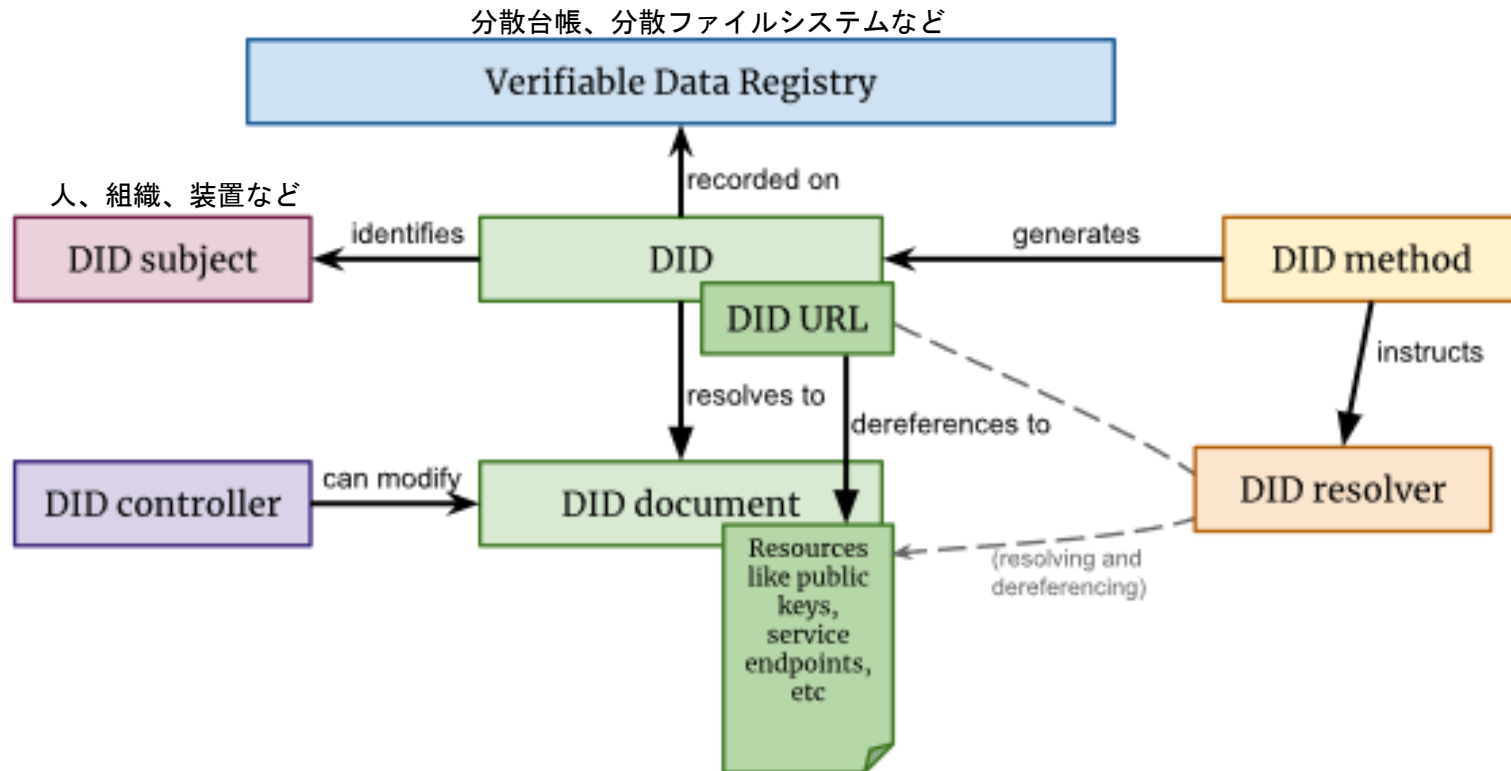 分散台帳、分散ファイルシステムなど
Verifiable Data Registry
recorded on
人、組織、装置など
DID subject
identifies
DID
generates
DID method
DID URL
instructs
resolves to
dereferences to
DID controller
can modify
DID document
DID resolver
Resources
like public
keys,
service
endpoints,
etc
(resolving and
dereferencing)